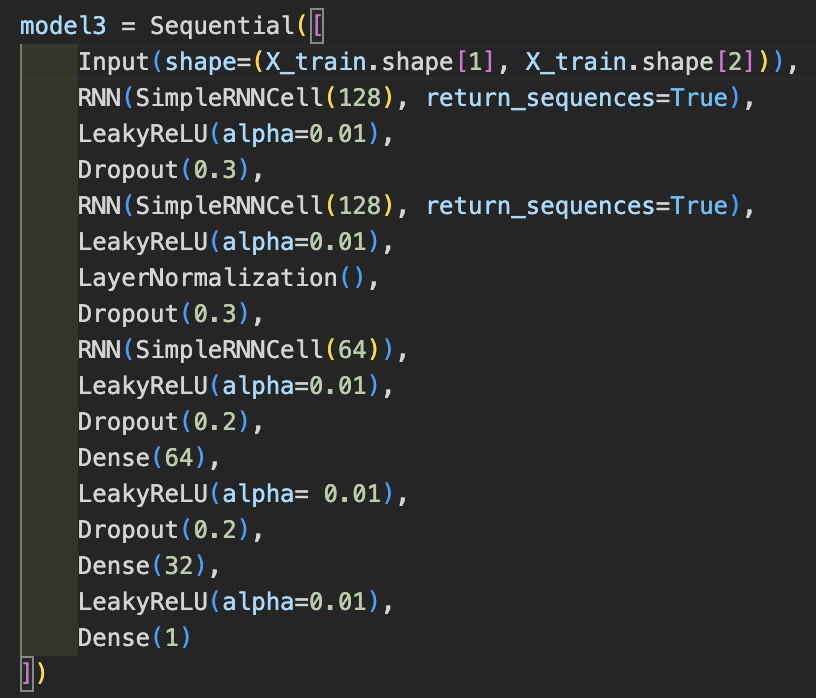 model3 = Sequential([
Input(shape=(X_train.shape[1], X_train.shape[2])),
RNN(SimpleRNNCell(128), return_sequences=True),
LeakyReLU(alpha=0.01),
Dropout(0.3),
RNN(SimpleRNNCell(128), return_sequences=True),
LeakyReLU(alpha=0.01),
LayerNormalization(),
Dropout(0.3),
RNN(SimpleRNNCell(64)),
LeakyReLU(alpha=0.01),
Dropout(0.2),
Dense(64),
LeakyReLU(alpha= 0.01),
Dropout(0.2),
Dense(32),
LeakyReLU(alpha=0.01),
Dense(1)
])